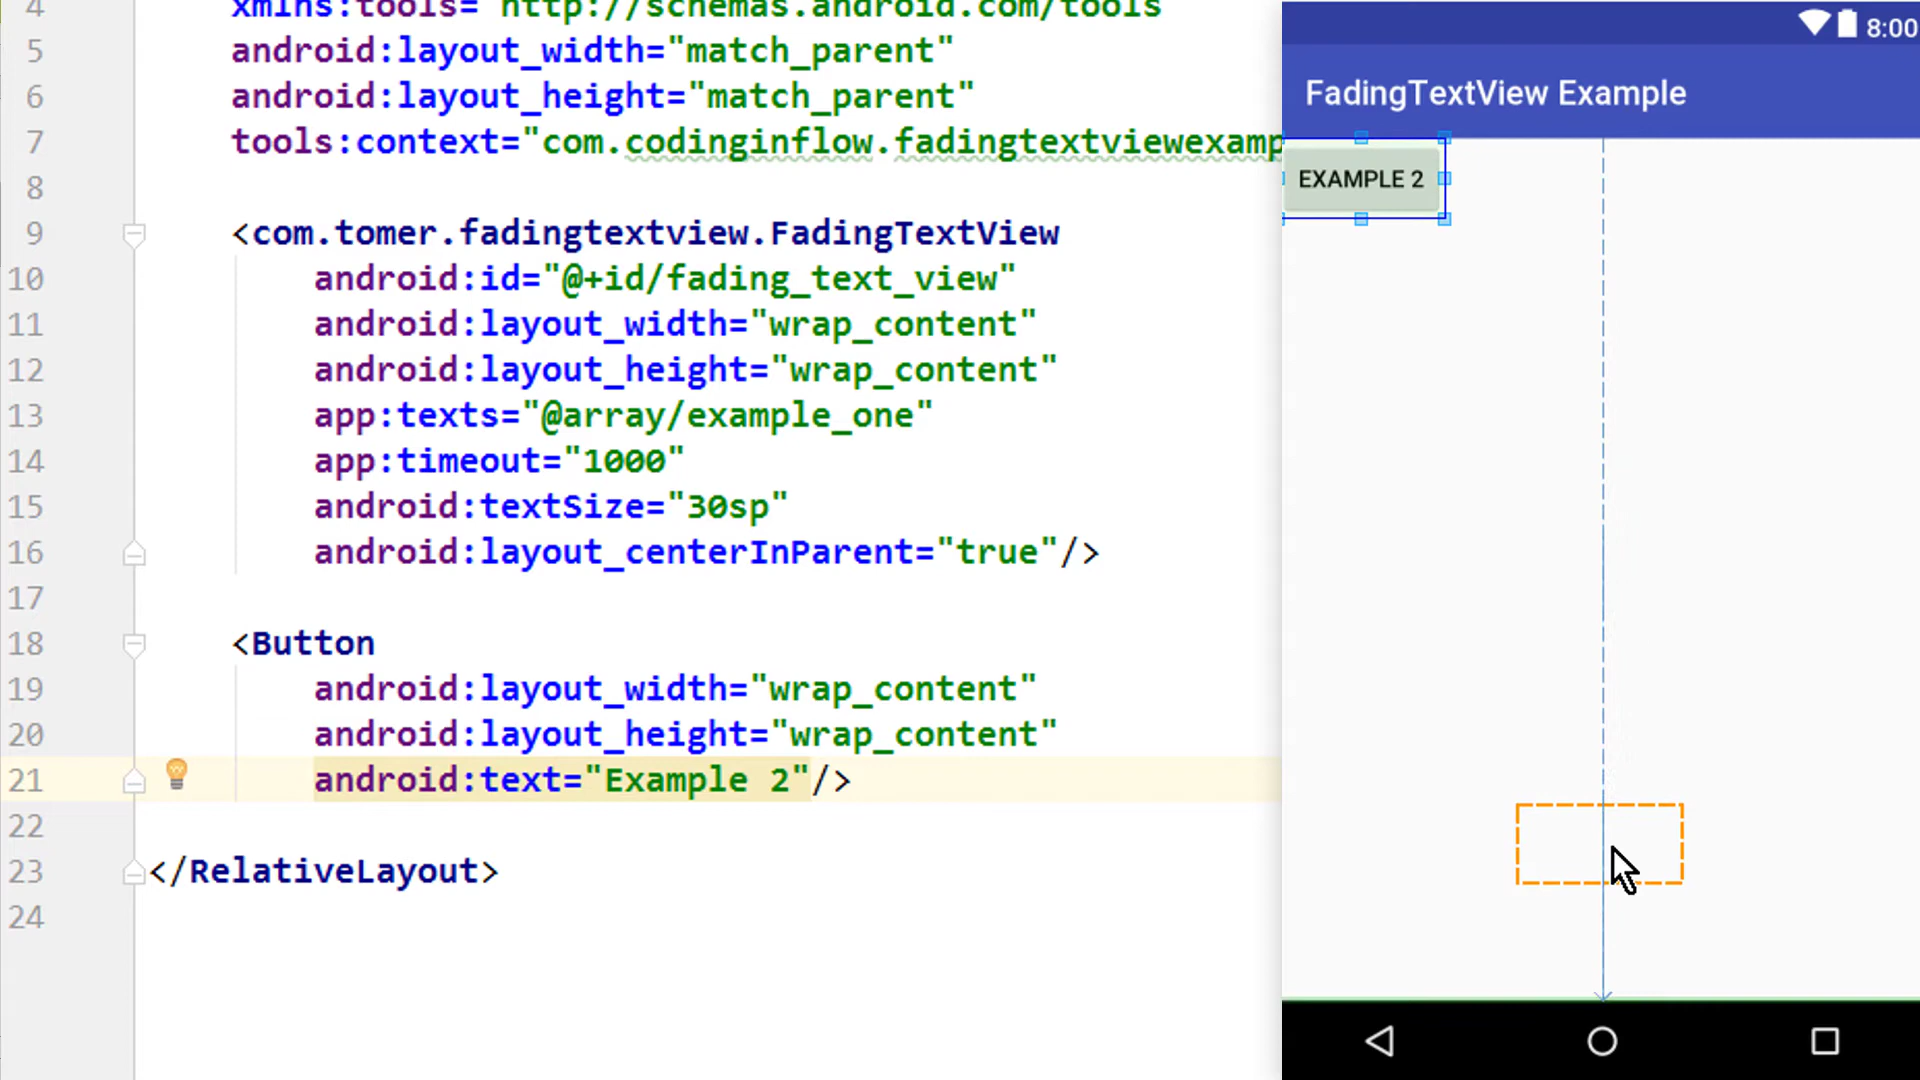 4 xmlns:tools="http://schemas.android.com/tools
5 android:layout_width="match_parent"
6 android:layout_height="match_parent"
7 tools:context="com.codinginflow.fadingtextviewexamp
8
9 <com.tomer.fadingtextview.FadingTextView
10 android:id="@+id/fading_text_view"
11 android:layout_width="wrap_content"
12 android:layout_height="wrap_content"
13 app:texts="@array/example_one"
14 app:timeout="1000"
15 android:textSize="30sp"
16 android:layout_centerInParent="true"/>
17
18 <Button
19 android:layout_width="wrap_content"
20 android:layout_height="wrap_content"
21 android:text="Example 2"/>
22
23 </RelativeLayout>
24
8:00
FadingTextView Example
EXAMPLE 2